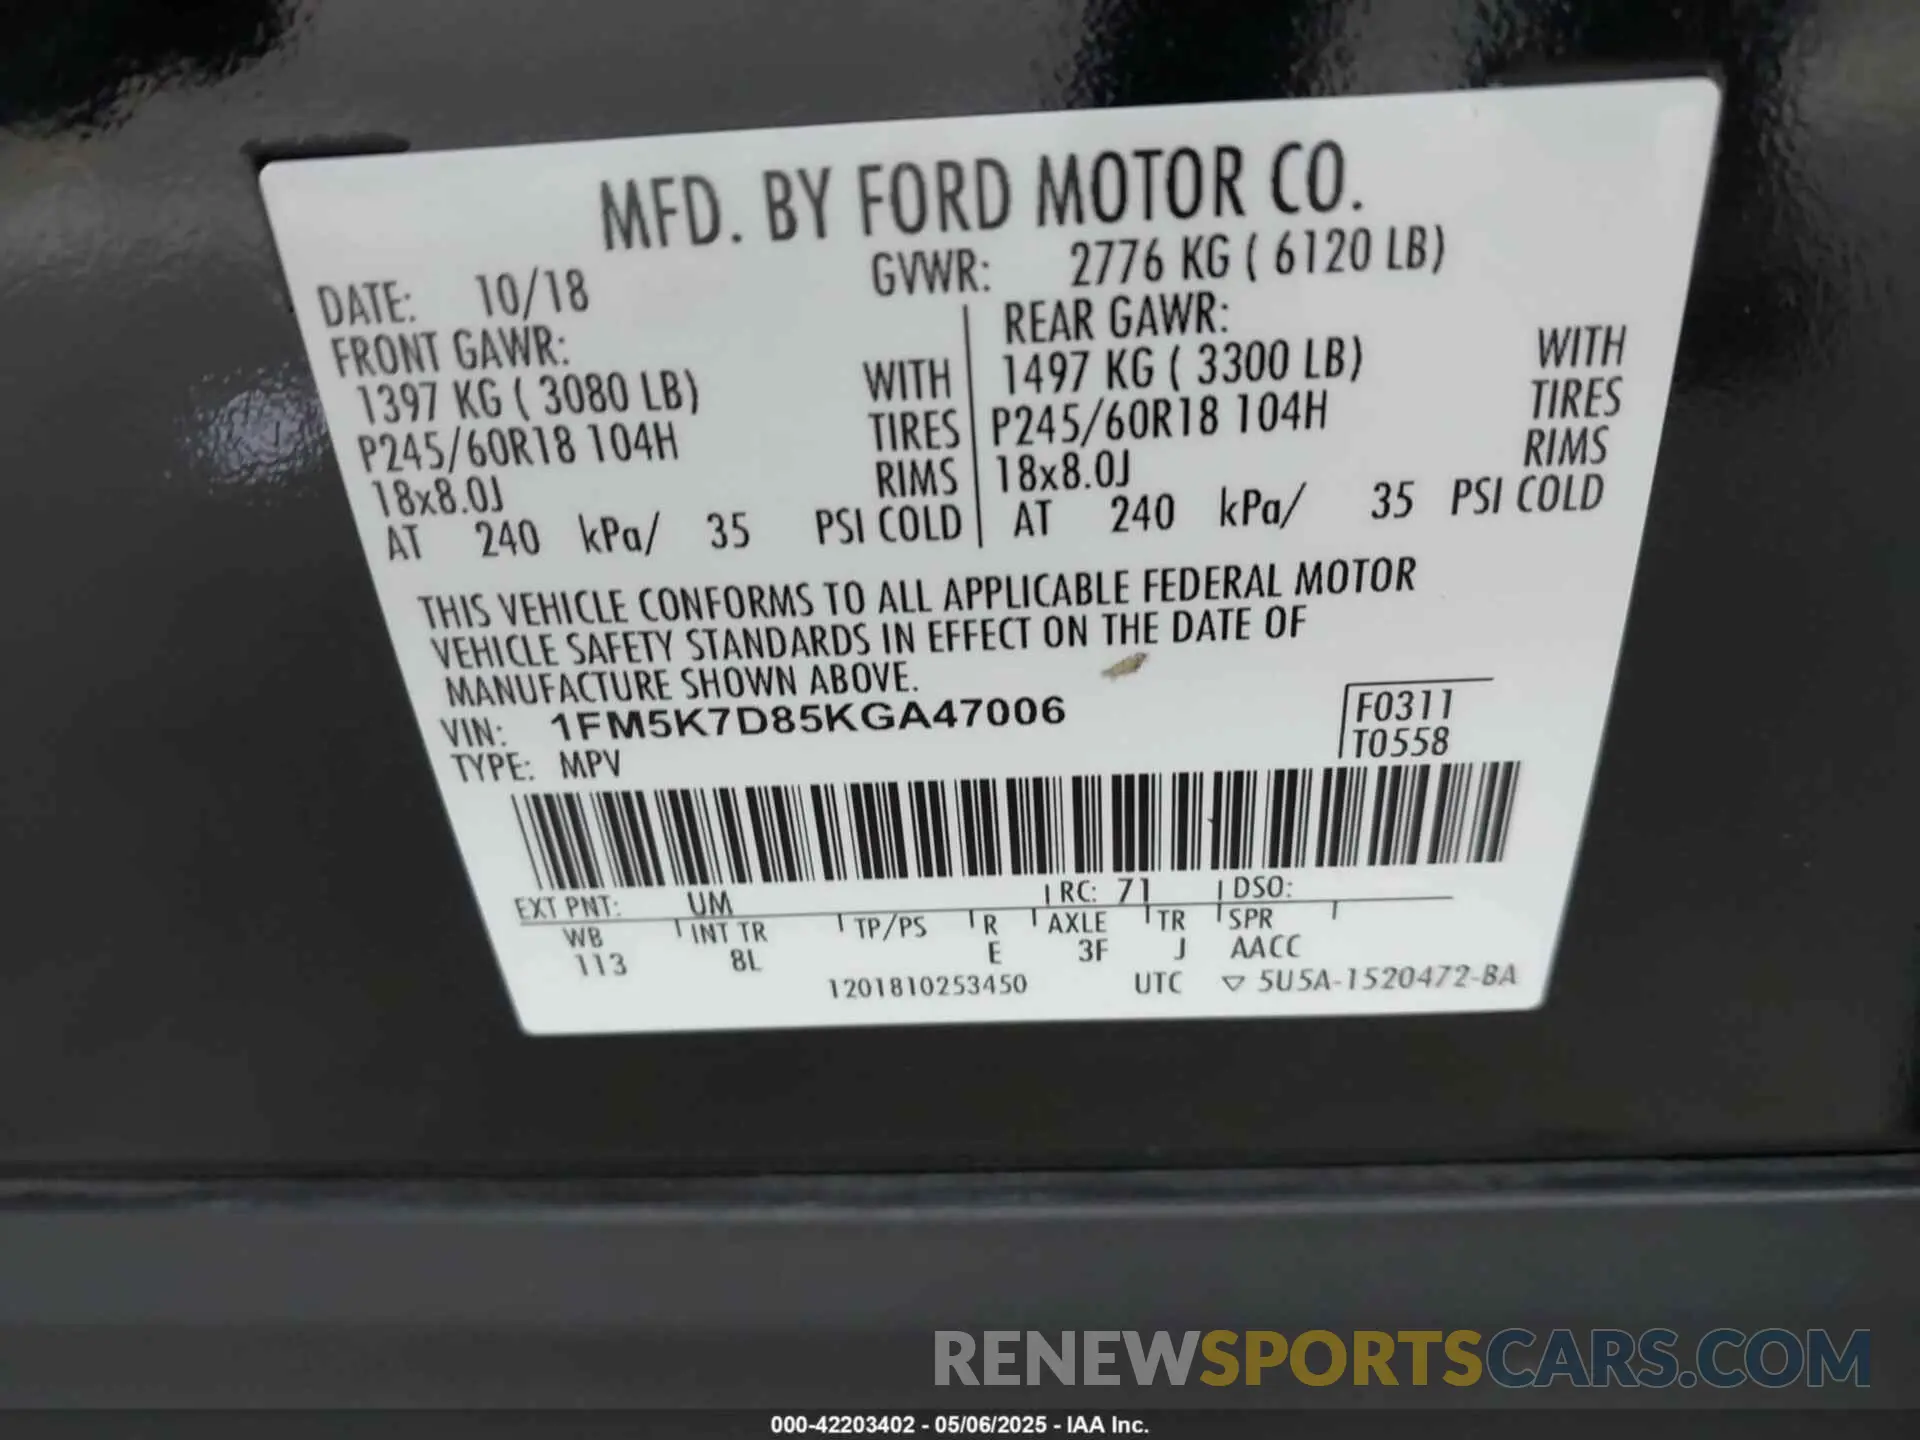 MFD. BY FORD MOTOR CO.
DATE: 10/18 GVWR: 2776 KG ( 6120 LB)
FRONT GAWR: REAR GAWR:
1397 KG ( 3080 LB) WITH 1497 KG ( 3300 LB) WITH
P245/60R18 104H TIRES P245/60R18 104H TIRES
18x8.0J RIMS 18x8.0J RIMS
AT 240 kPa/ 35 PSI COLD AT 240 kPa/ 35 PSI COLD
THIS VEHICLE CONFORMS TO ALL APPLICABLE FEDERAL MOTOR
VEHICLE SAFETY STANDARDS IN EFFECT ON THE DATE OF
MANUFACTURE SHOWN ABOVE.
VIN: 1FM5K7D85KGA47006 F0311
TYPE: MPV T0558
EXT PNT: UM RC: 71 DSO:
WB INT TR TP/PS R AXLE TR SPR
113 8L E 3F J AACC
1201810253450 UTC ▽ 5U5A-1520472-BA
RENEWSPORTSCARS.COM
000-42203402 - 05/06/2025 - IAA Inc.